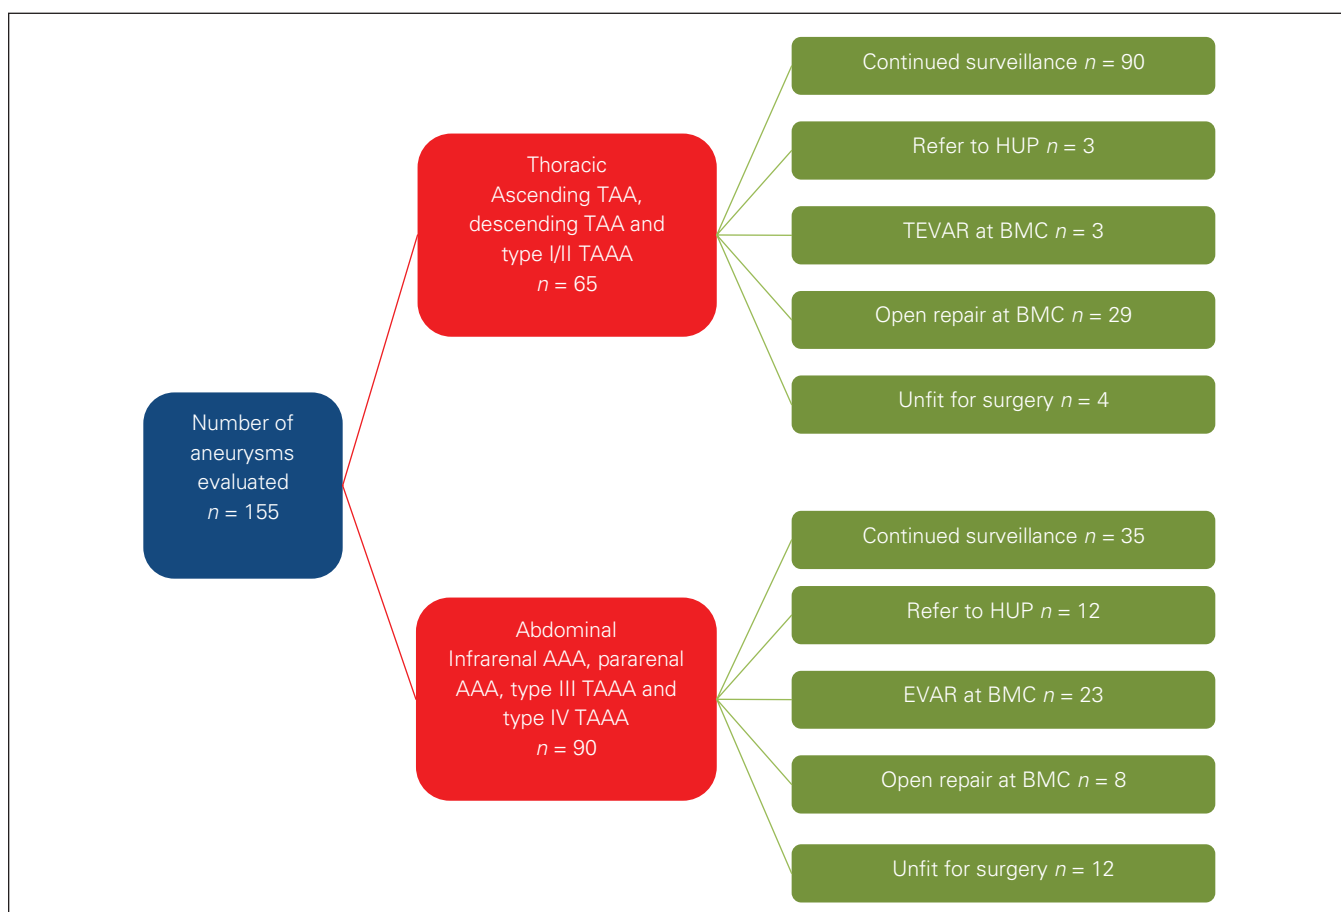 Number of
aneurysms
evaluated
n = 155
Thoracic
Ascending TAA,
descending TAA and
type I/II TAAA
n = 65
Continued surveillance n = 90
Refer to HUP n = 3
TEVAR at BMC n = 3
Open repair at BMC n = 29
Unfit for surgery n = 4
Abdominal
Infrarenal AAA, pararenal
AAA, type III TAAA and
type IV TAAA
n = 90
Continued surveillance n = 35
Refer to HUP n = 12
EVAR at BMC n = 23
Open repair at BMC n = 8
Unfit for surgery n = 12